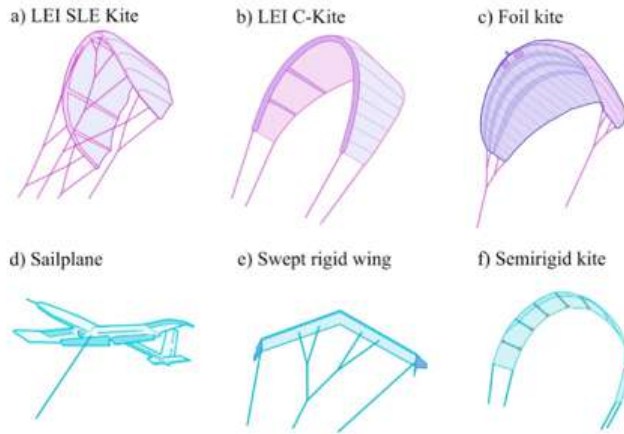 a) LEI SLE Kite
b) LEI C-Kite
c) Foil kite
d) Sailplane
e) Swept rigid wing
f) Semirigid kite